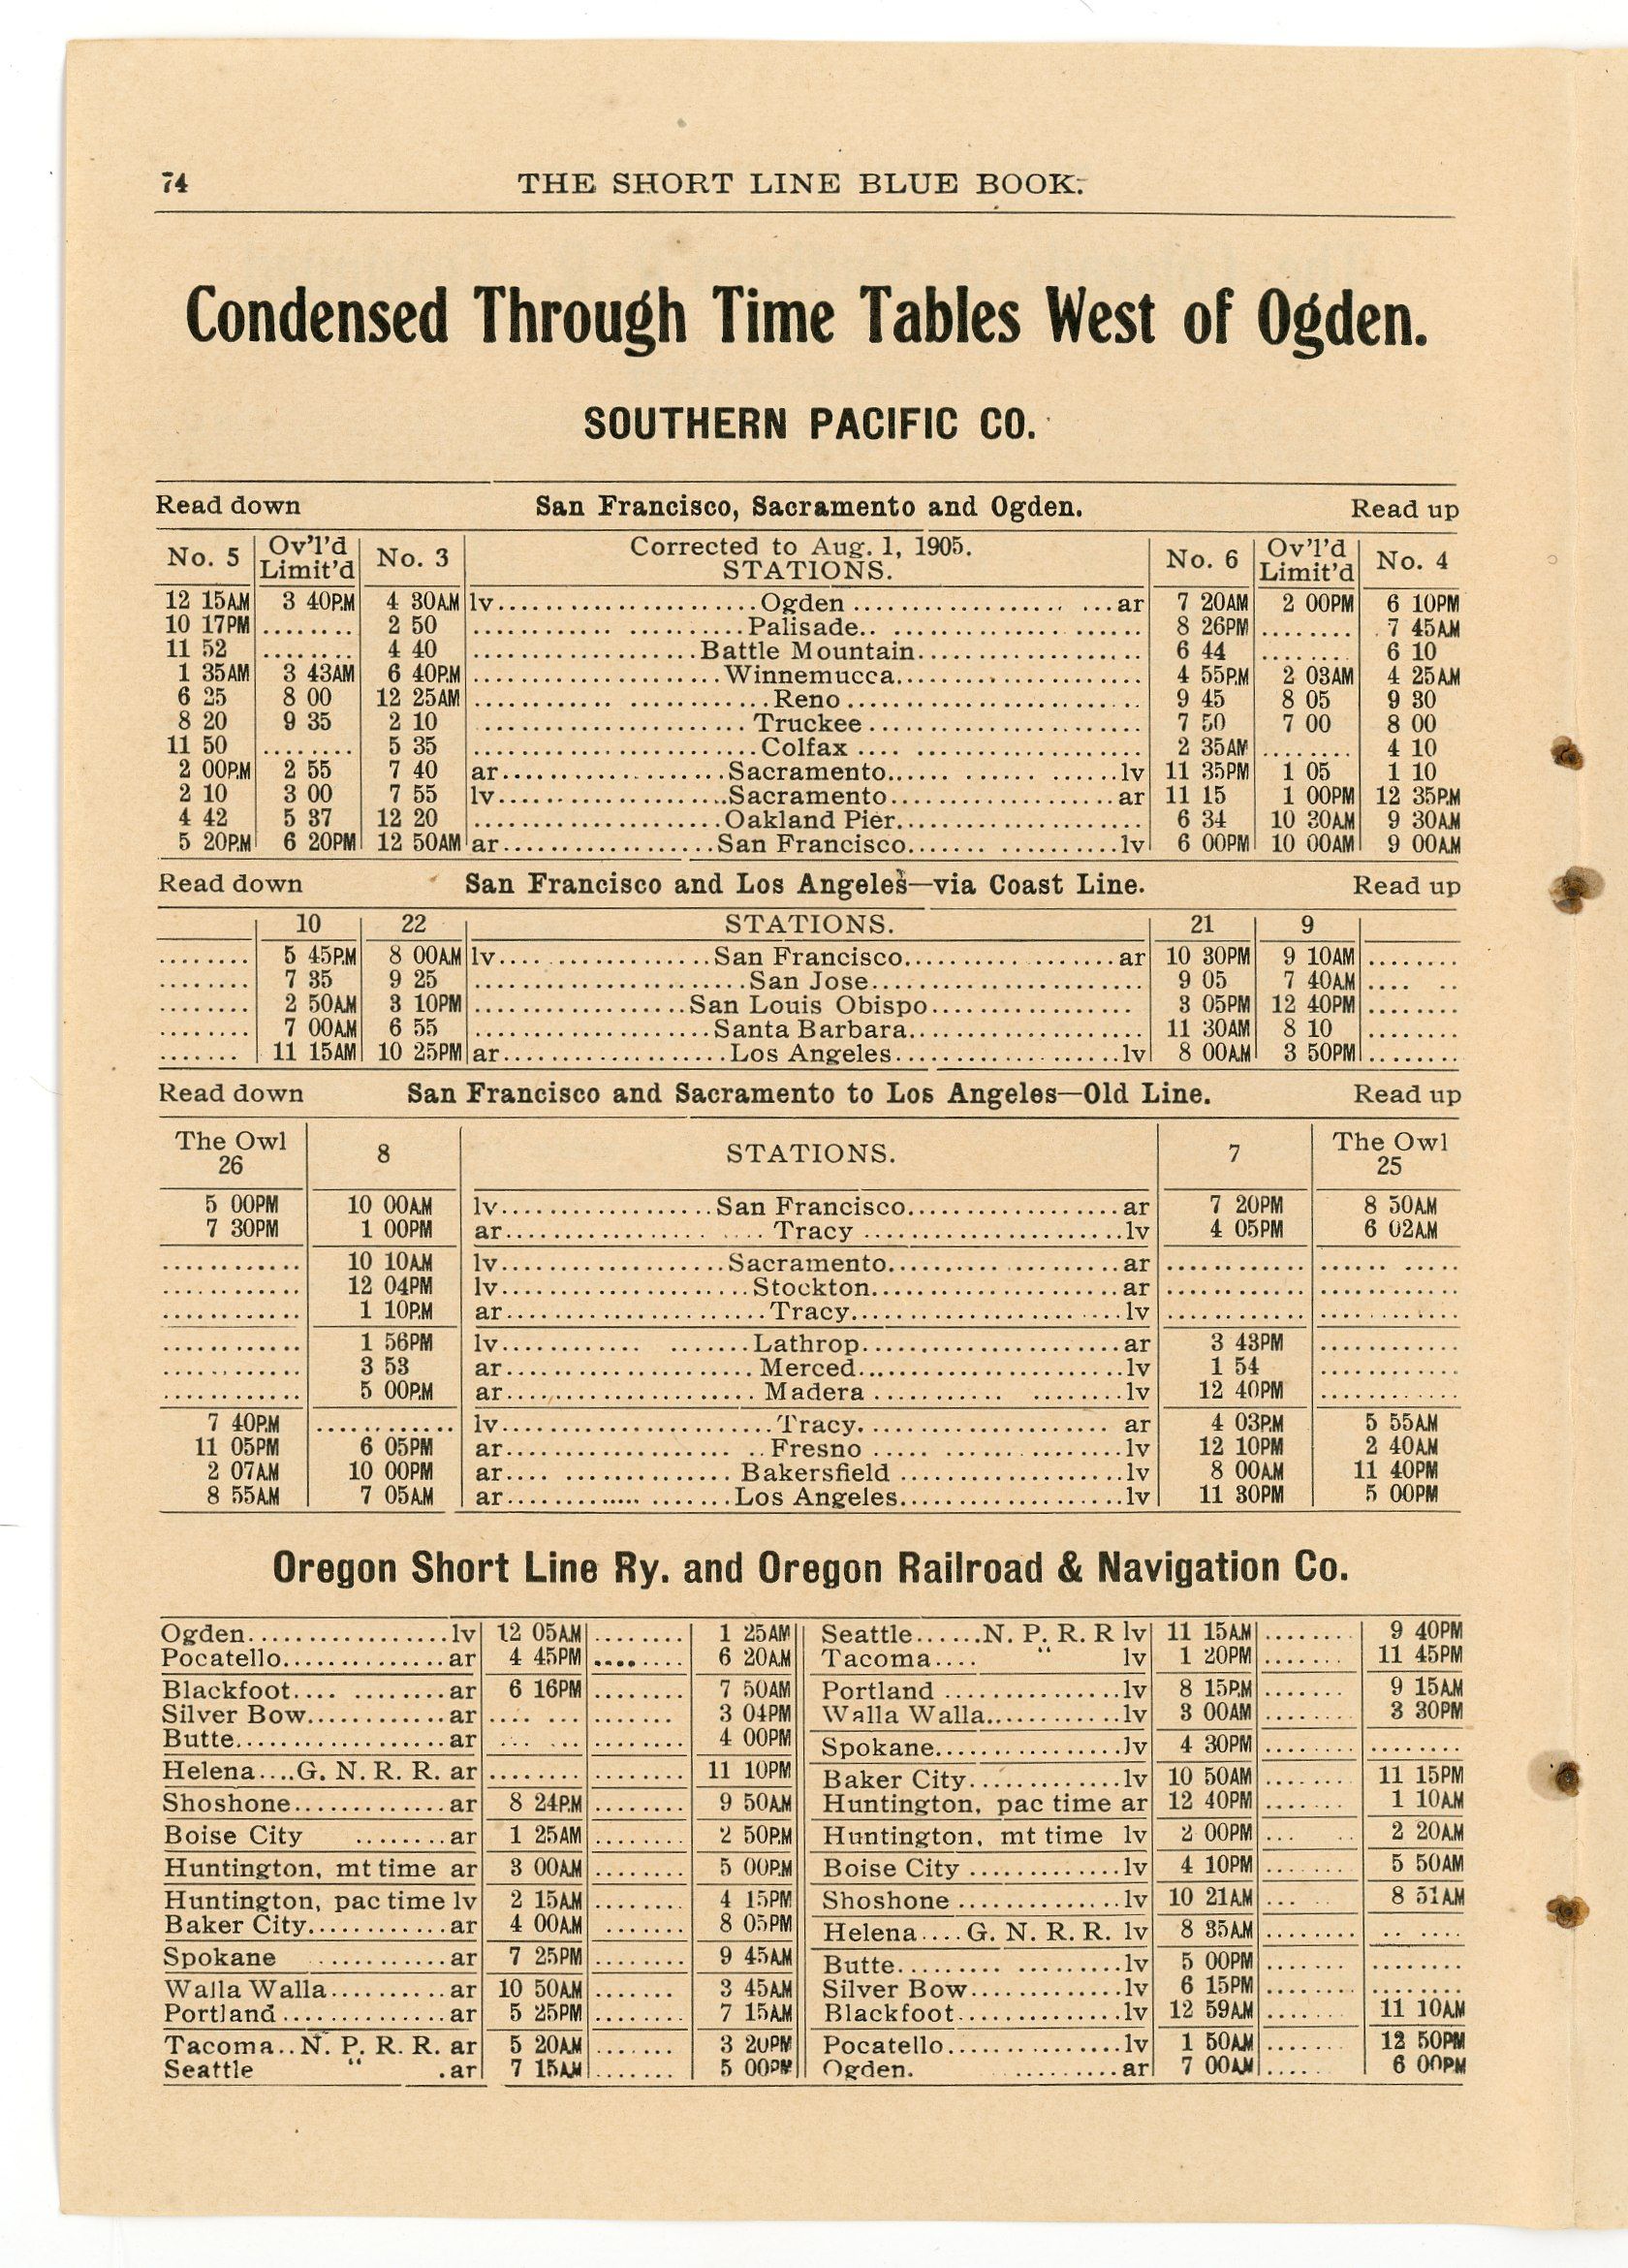 74 THE SHORT LINE BLUE BOOK.
Condensed Through Time Tables West of Ogden.
SOUTHERN PACIFIC CO.
Read down San Francisco, Sacramento and Ogden. Read up
No. 5 Ov'l'd Limit'd No. 3 Corrected to Aug. 1, 1905. STATIONS. No. 6 Ov'l'd Limit'd No. 4
12 15AM 3 40PM 4 30AM lv Ogden ar 7 20AM 2 00PM 6 10PM
10 17PM ........ 2 50 Palisade 8 26PM ........ 7 45AM
11 52 ........ 4 40 Battle Mountain 6 44 ........ 6 10
1 35AM 3 43AM 6 40PM Winnemucca 4 55PM 2 03AM 4 25AM
6 25 8 00 12 25AM Reno 9 45 8 05 9 30
8 20 9 35 2 10 Truckee 7 50 7 00 8 00
11 50 ........ 5 35 Colfax 2 35AM ........ 4 10
2 00PM 2 55 7 40 ar Sacramento lv 11 35PM 1 05 1 10
2 10 3 00 7 55 lv Sacramento ar 11 15 1 00PM 12 35PM
4 42 5 37 12 20 Oakland Pier 6 34 10 30AM 9 30AM
5 20PM 6 20PM 12 50AM ar San Francisco lv 6 00PM 10 00AM 9 00AM
Read down San Francisco and Los Angeles—via Coast Line. Read up
10 22 STATIONS. 21 9
........ 5 45PM 8 00AM lv San Francisco ar 10 30PM 9 10AM ........
........ 7 35 9 25 San Jose 9 05 7 40AM ........
........ 2 50AM 3 10PM San Louis Obispo 3 05PM 12 40PM ........
........ 7 00AM 6 55 Santa Barbara 11 30AM 8 10 ........
........ 11 15AM 10 25PM ar Los Angeles lv 8 00AM 3 50PM ........
Read down San Francisco and Sacramento to Los Angeles—Old Line. Read up
The Owl 26 8 STATIONS. 7 The Owl 25
5 00PM 10 00AM lv San Francisco ar 7 20PM 8 50AM
7 30PM 1 00PM ar Tracy lv 4 05PM 6 02AM
............ 10 10AM lv Sacramento ar ............ ............
............ 12 04PM lv Stockton ar ............ ............
............ 1 10PM ar Tracy lv ............ ............
............ 1 56PM lv Lathrop ar 3 43PM ............
............ 3 53 ar Merced lv 1 54 ............
............ 5 00PM ar Madera lv 12 40PM ............
7 40PM ............ lv Tracy ar 4 03PM 5 55AM
11 05PM 6 05PM ar Fresno lv 12 10PM 2 40AM
2 07AM 10 00PM ar Bakersfield lv 8 00AM 11 40PM
8 55AM 7 05AM ar Los Angeles lv 11 30PM 5 00PM
Oregon Short Line Ry. and Oregon Railroad & Navigation Co.
Ogden lv 12 05AM ........ 1 25AM
Pocatello ar 4 45PM ........ 6 20AM
Blackfoot ar 6 16PM ........ 7 50AM
Silver Bow ar ........ ........ 3 04PM
Butte ar ........ ........ 4 00PM
Helena....G. N. R. R. ar ........ ........ 11 10PM
Shoshone ar 8 24PM ........ 9 50AM
Boise City ar 1 25AM ........ 2 50PM
Huntington, mt time ar 3 00AM ........ 5 00PM
Huntington, pac time lv 2 15AM ........ 4 15PM
Baker City ar 4 00AM ........ 8 05PM
Spokane ar 7 25PM ........ 9 45AM
Walla Walla ar 10 50AM ........ 3 45AM
Portland ar 5 25PM ........ 7 15AM
Tacoma..N. P. R. R. ar 5 20AM ........ 3 20PM
Seattle " ar 7 15AM ........ 5 00PM
Seattle......N. P. R. R lv 11 15AM ........ 9 40PM
Tacoma.... " lv 1 20PM ........ 11 45PM
Portland lv 8 15PM ........ 9 15AM
Walla Walla lv 3 00AM ........ 3 30PM
Spokane lv 4 30PM ........ ........
Baker City lv 10 50AM ........ 11 15PM
Huntington, pac time ar 12 40PM ........ 1 10AM
Huntington, mt time lv 2 00PM ........ 2 20AM
Boise City lv 4 10PM ........ 5 50AM
Shoshone lv 10 21AM ........ 8 51AM
Helena....G. N. R. R. lv 8 35AM ........ ........
Butte lv 5 00PM ........ ........
Silver Bow lv 6 15PM ........ ........
Blackfoot lv 12 59AM ........ 11 10AM
Pocatello lv 1 50AM ........ 12 50PM
Ogden. ar 7 00AM ........ 6 00PM